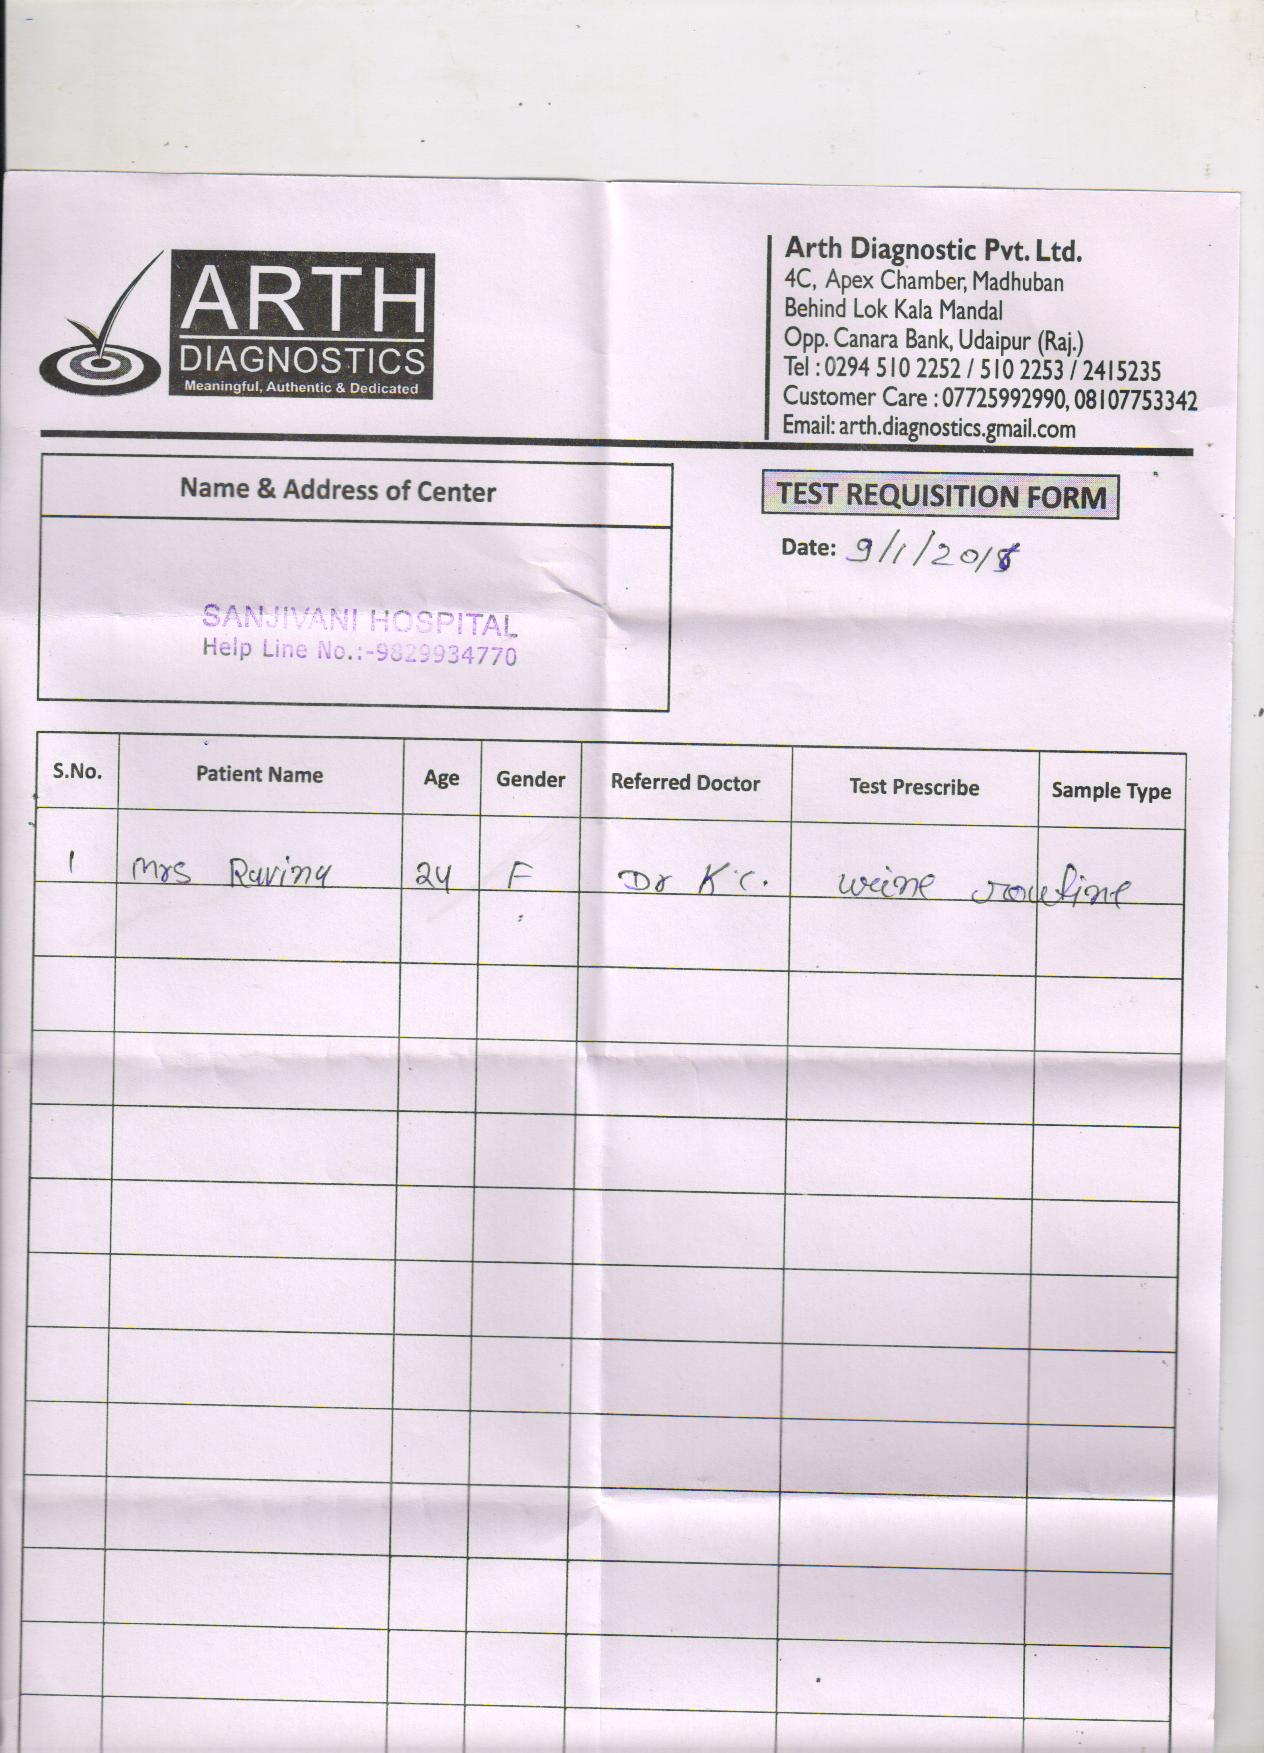 ARTH
DIAGNOSTICS
Meaningful, Authentic & Dedicated
Arth Diagnostic Pvt. Ltd.
4C, Apex Chamber, Madhuban
Behind Lok Kala Mandal
Opp. Canara Bank, Udaipur (Raj.)
Tel : 0294 510 2252 / 510 2253 / 2415235
Customer Care : 07725992990, 08107753342
Email: arth.diagnostics.gmail.com
Name & Address of Center
SANJIVANI HOSPITAL
Help Line No.:-9829934770
TEST REQUISITION FORM
Date: 9/1/2018
S.No. Patient Name Age Gender Referred Doctor Test Prescribe Sample Type
1 Mrs Ravina 24 F Dr K.C. urine routine